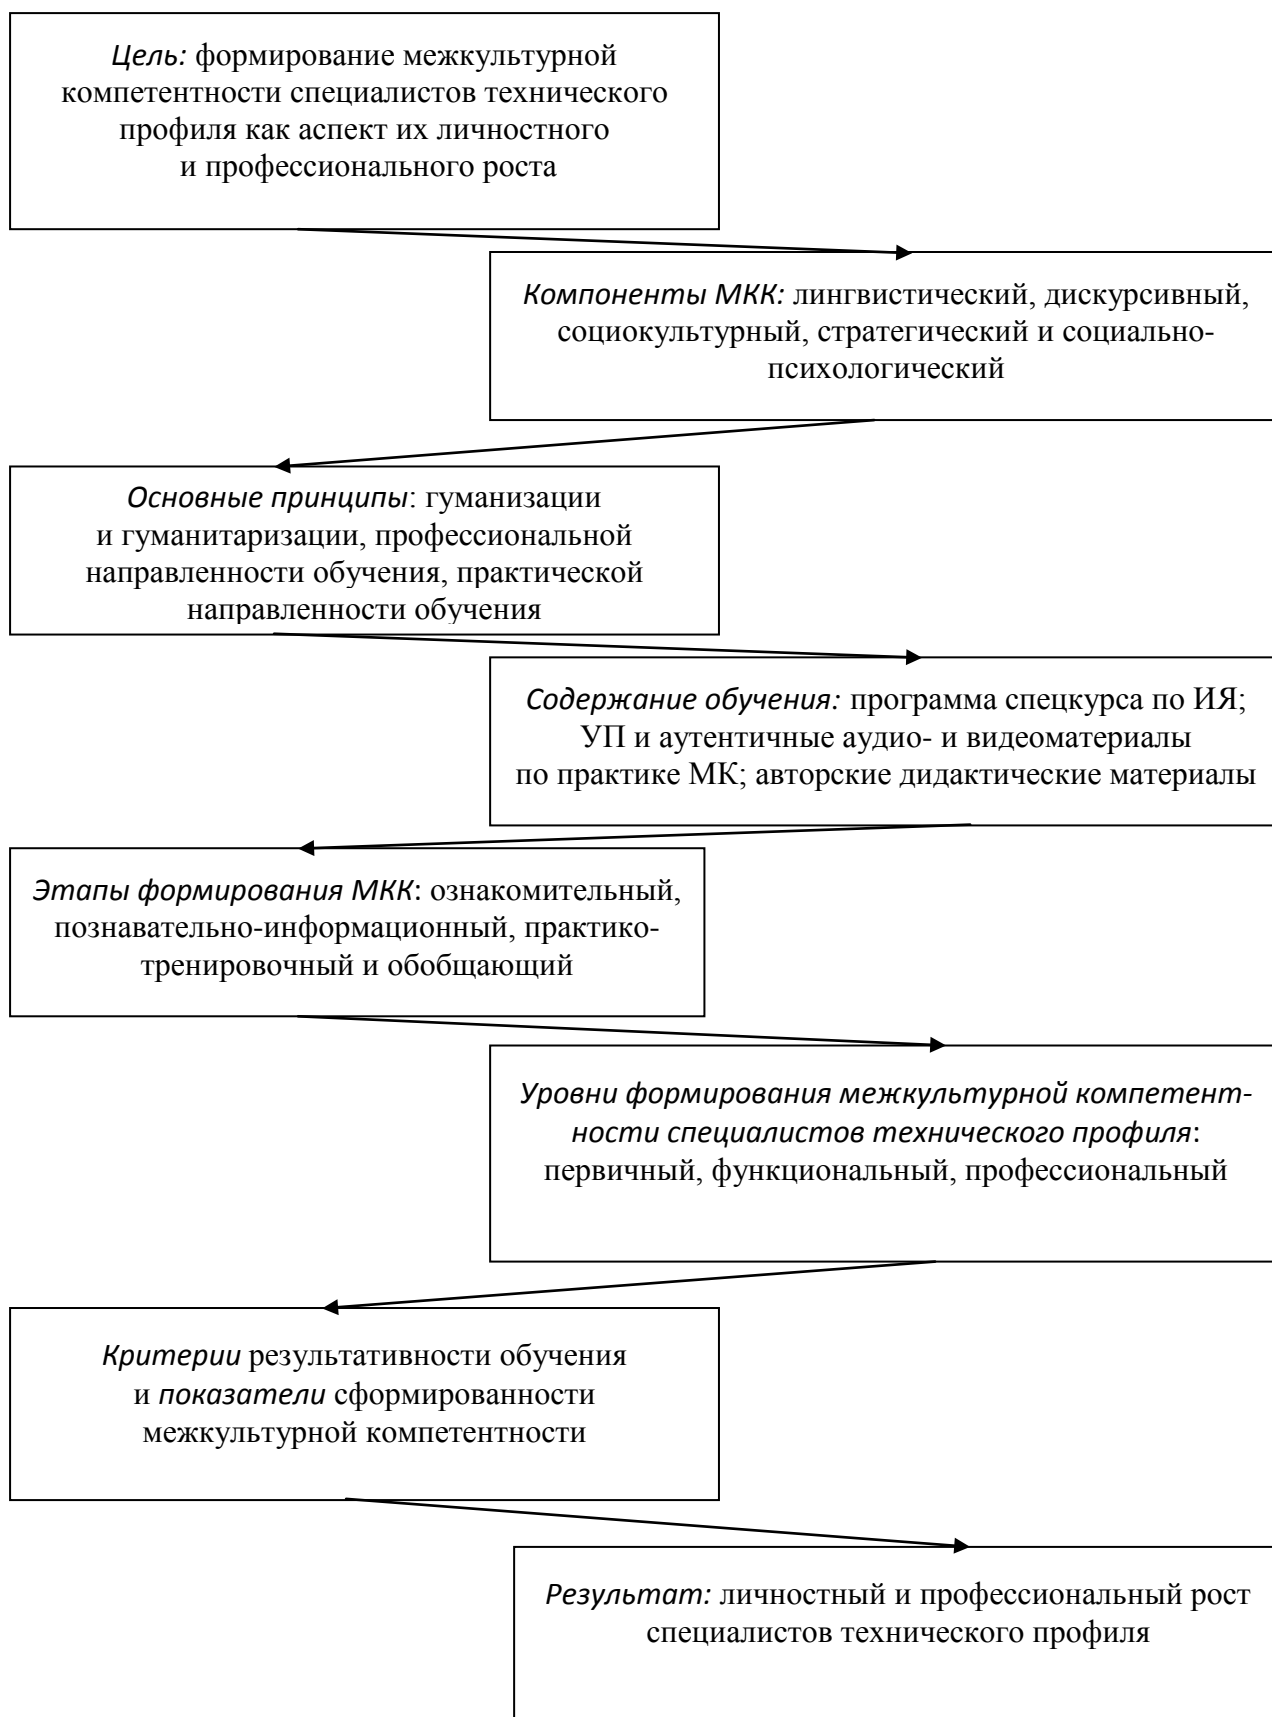 Цель: формирование межкультурной
компетентности специалистов технического
профиля как аспект их личностного
и профессионального роста
Компоненты МКК: лингвистический, дискурсивный,
социокультурный, стратегический и социально-
психологический
Основные принципы: гуманизации
и гуманитаризации, профессиональной
направленности обучения, практической
направленности обучения
Содержание обучения: программа спецкурса по ИЯ;
УП и аутентичные аудио- и видеоматериалы
по практике МК; авторские дидактические материалы
Этапы формирования МКК: ознакомительный,
познавательно-информационный, практико-
тренировочный и обобщающий
Уровни формирования межкультурной компетент-
ности специалистов технического профиля:
первичный, функциональный, профессиональный
Критерии результативности обучения
и показатели сформированности
межкультурной компетентности
Результат: личностный и профессиональный рост
специалистов технического профиля